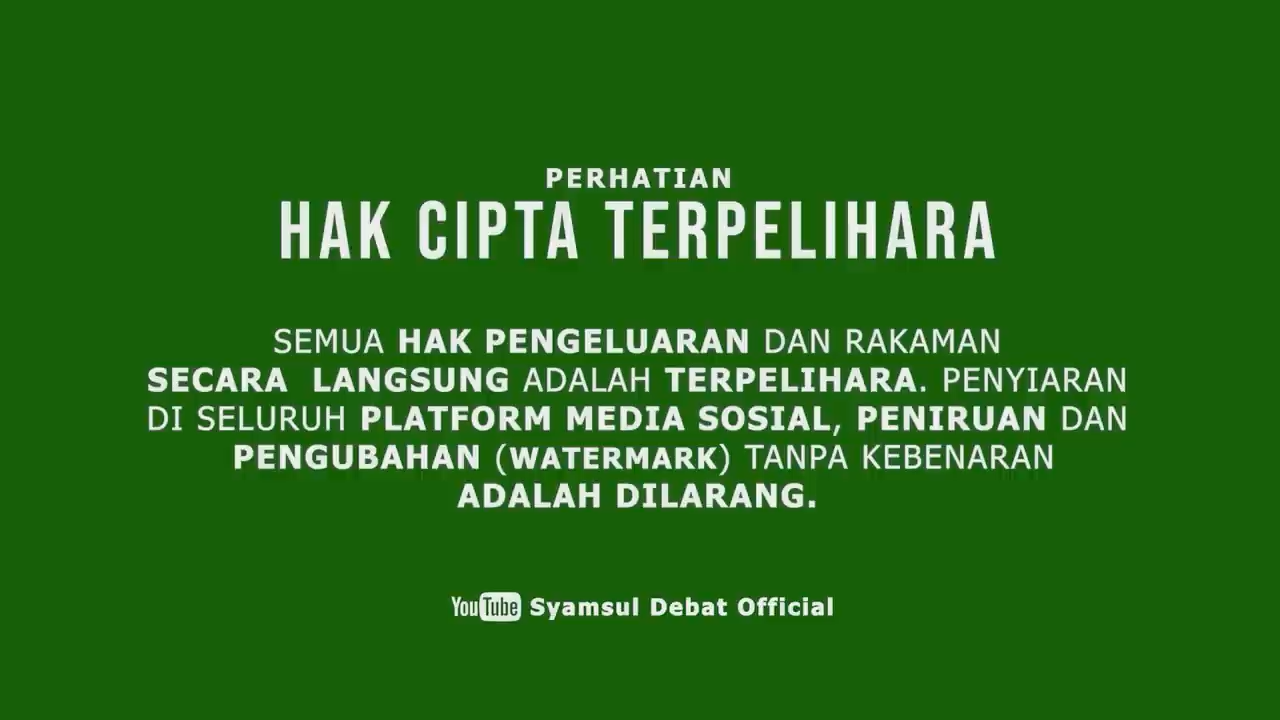 PERHATIAN
HAK CIPTA TERPELIHARA
SEMUA HAK PENGELUARAN DAN RAKAMAN
SECARA LANGSUNG ADALAH TERPELIHARA. PENYIARAN
DI SELURUH PLATFORM MEDIA SOSIAL, PENIRUAN DAN
PENGUBAHAN (WATERMARK) TANPA KEBENARAN
ADALAH DILARANG.
YouTube Syamsul Debat Official